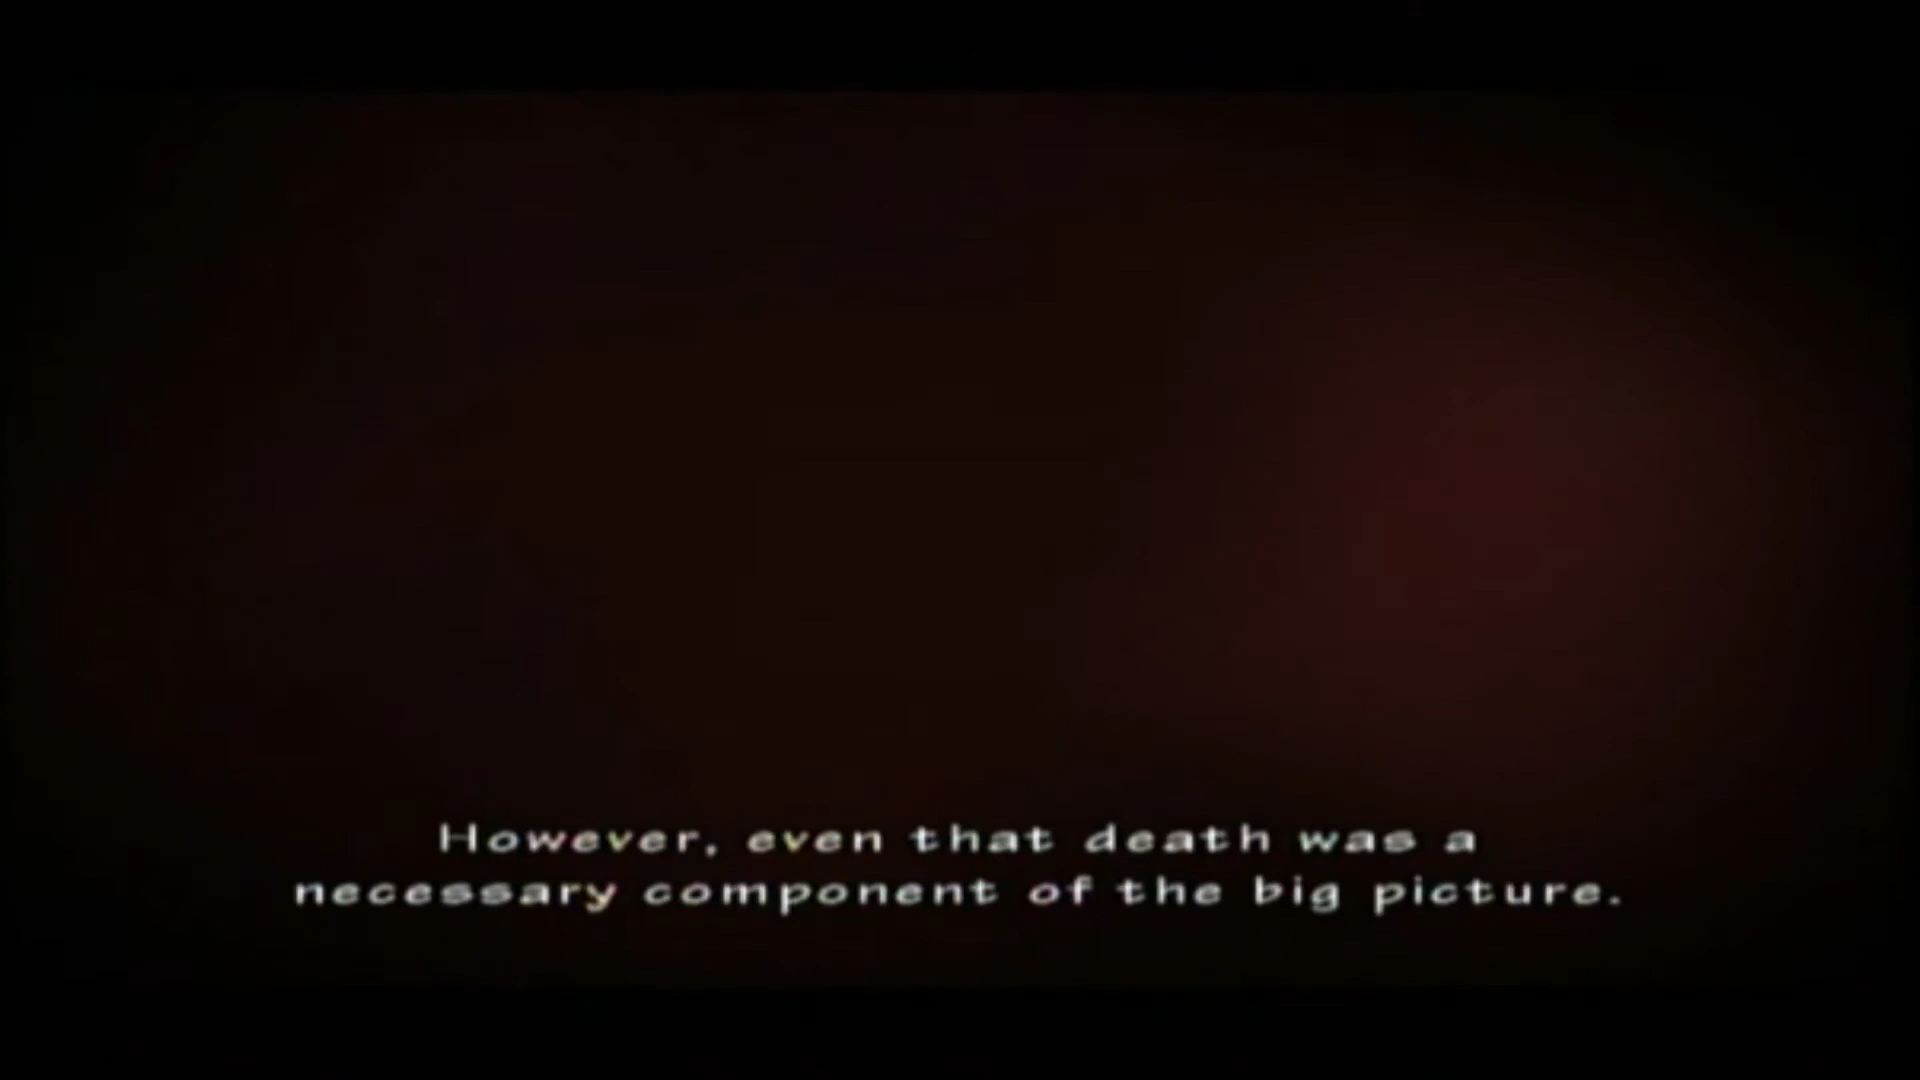 However, even that death was a
necessary component of the big picture.